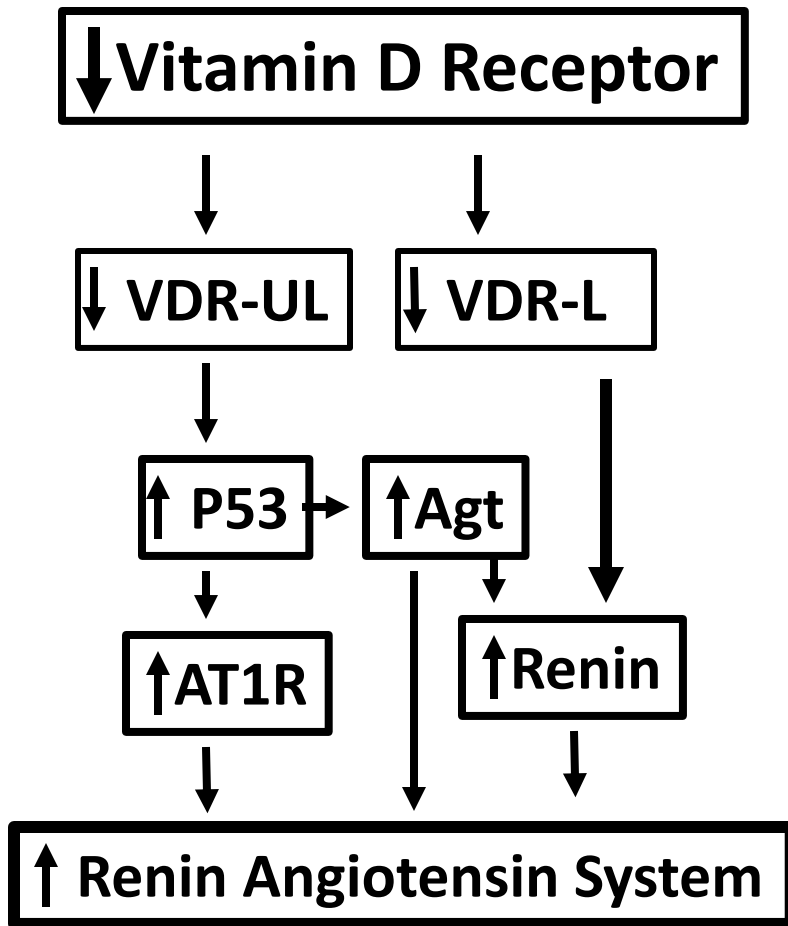 Vitamin D Receptor
VDR-UL
VDR-L
P53
Agt
AT1R
Renin
Renin Angiotensin System